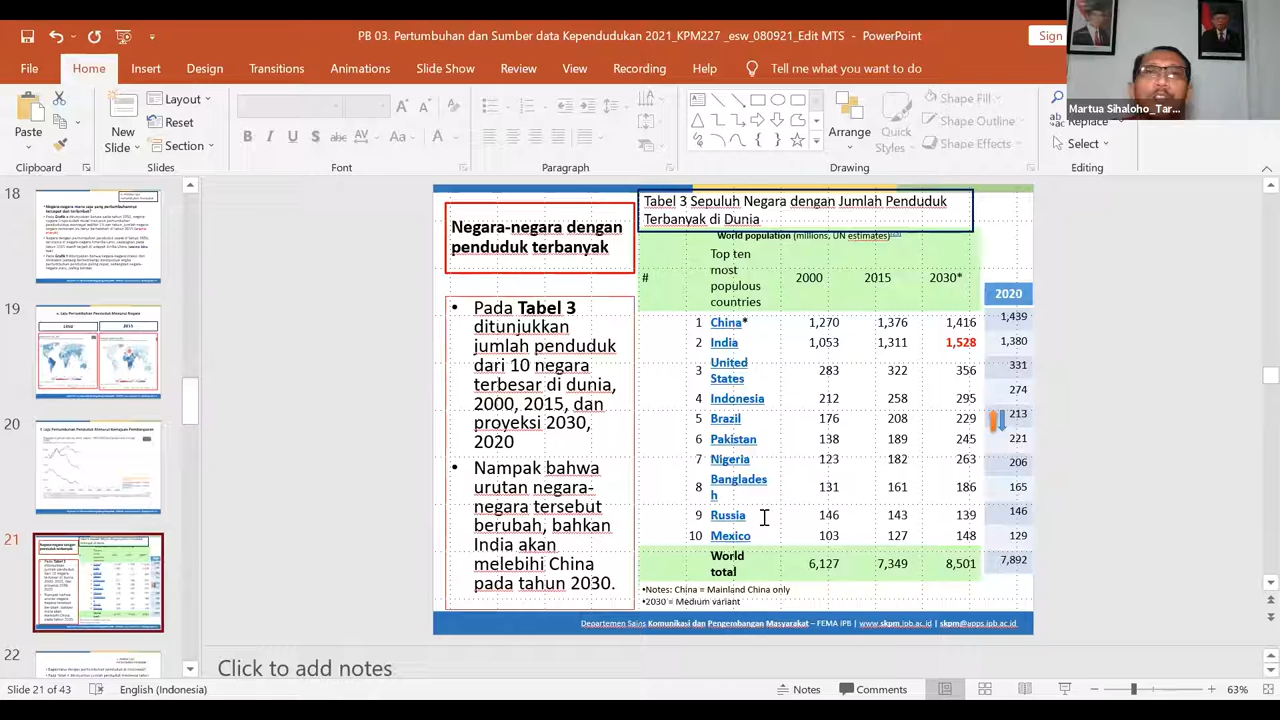 PB 03. Pertumbuhan dan Sumber data Kependudukan 2021_KPM227 _esw_080921_Edit MTS - PowerPoint
Sign
File Home Insert Design Transitions Animations Slide Show Review View Recording Help Tell me what you want to do
Martua Sihaloho_Tar...
Paste
Clipboard
New
Slide
Layout
Reset
Section
Slides
Font
Paragraph
Arrange
Quick
Styles
Shape Fill
Shape Outline
Shape Effects
Drawing
Replace
Select
Editing
18
19
20
21
22
Negara-negara dengan
penduduk terbanyak
• Pada Tabel 3
ditunjukkan
jumlah penduduk
dari 10 negara
terbesar di dunia,
2000, 2015, dan
proyeksi 2030,
2020
• Nampak bahwa
urutan negara-
negara tersebut
berubah, bahkan
India akan
melebihi China
pada tahun 2030.
Tabel 3 Sepuluh Negara dengan Jumlah Penduduk
Terbanyak di Dunia
World population (millions, UN estimates)
# Top ten
most
populous
countries
2000 2015 2030*
2020
1 China* 1,270 1,376 1,416 1,439
2 India 1,053 1,311 1,528 1,380
3 United
States 283 322 356 331
4 Indonesia 212 258 295 274
5 Brazil 176 208 229 213
6 Pakistan 138 189 245 221
7 Nigeria 123 182 263 206
8 Banglades
h 131 161 186 165
9 Russia 146 143 139 146
10 Mexico 103 127 148 129
World
total 6,127 7,349 8,501 7,892
•Notes: China = Mainland China only
•2030 = Medium variant
Departemen Sains Komunikasi dan Pengembangan Masyarakat – FEMA IPB | www.skpm.ipb.ac.id | skpm@apps.ipb.ac.id
Click to add notes
Slide 21 of 43 English (Indonesia) Notes Comments 63%